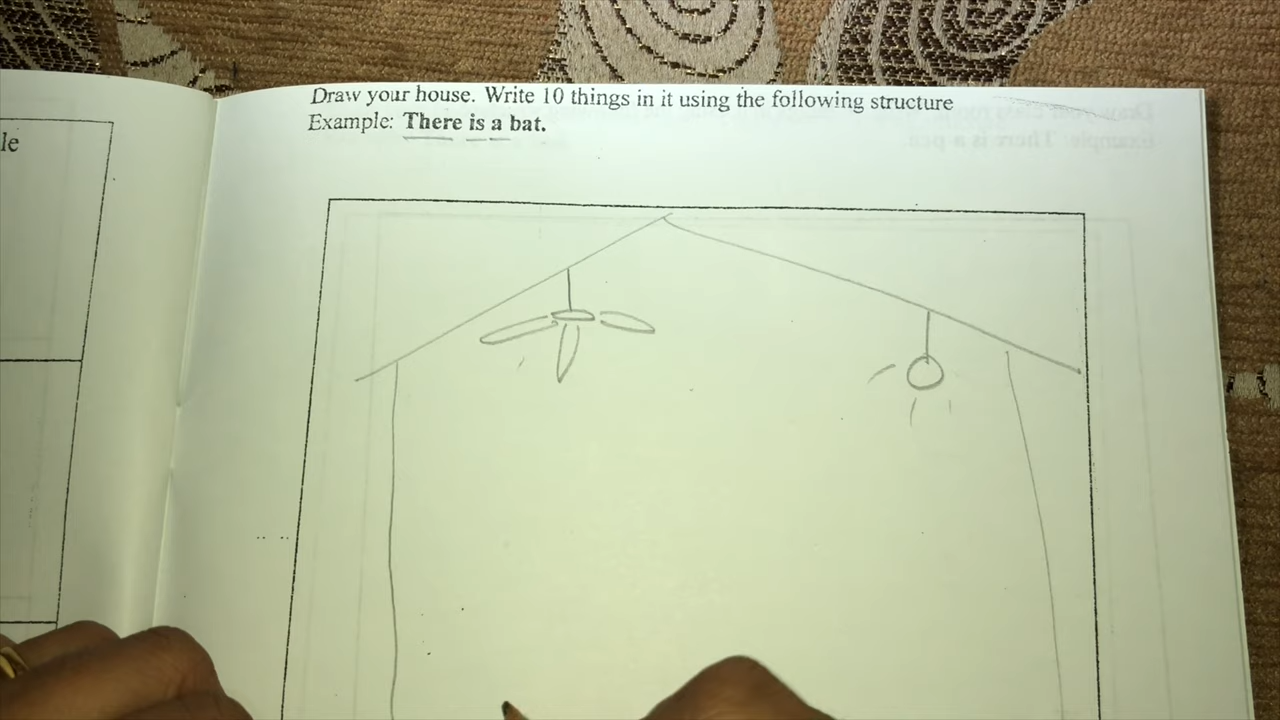 Draw your house. Write 10 things in it using the following structure
Example: There is a bat.
le